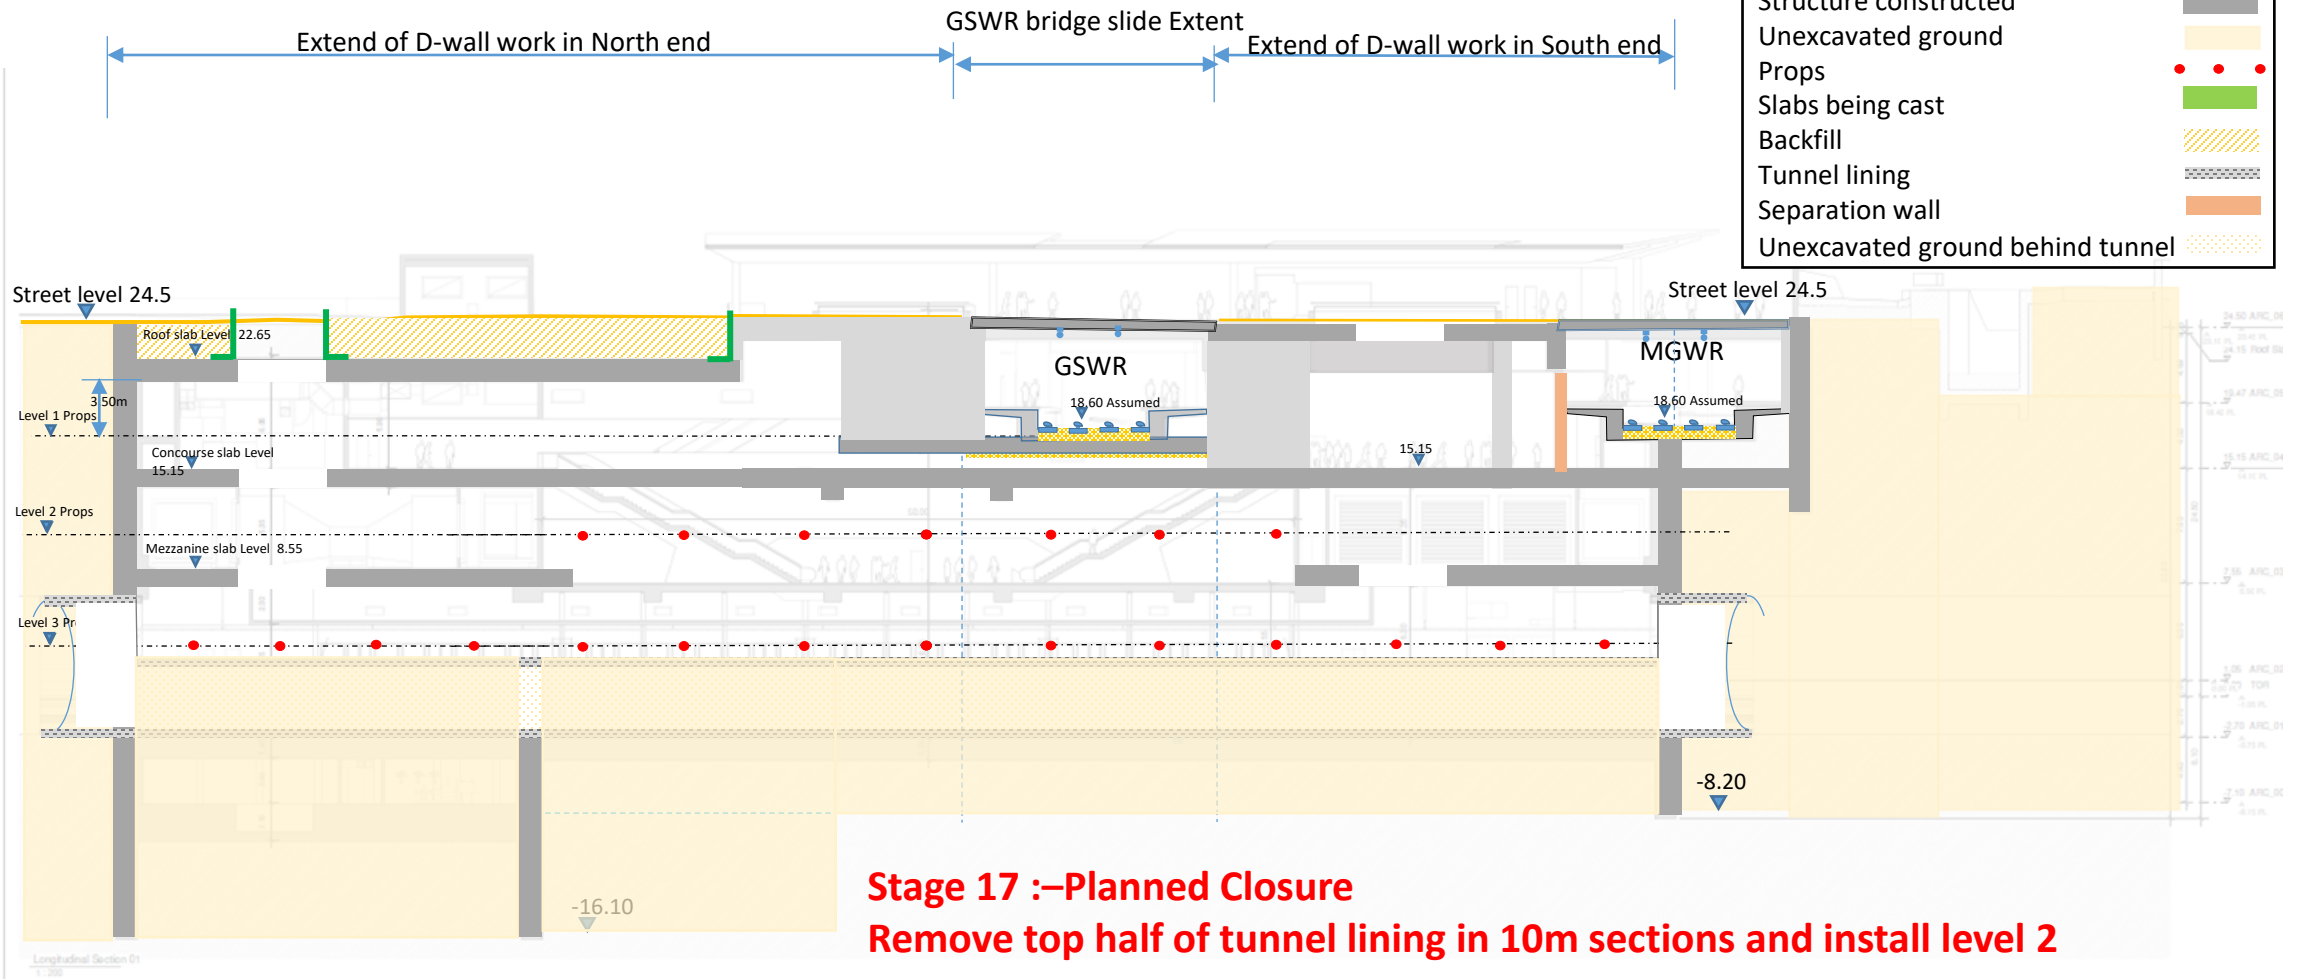 GSWR bridge slide Extent
Extend of D-wall work in North end
Extend of D-wall work in South end
Structure constructed
Unexcavated ground
Props
Slabs being cast
Backfill
Tunnel lining
Separation wall
Unexcavated ground behind tunnel
Street level 24.5
Street level 24.5
Roof slab Level 22.65
GSWR
MGWR
3.50m
18.60 Assumed
18.60 Assumed
Level 1 Props
Concourse slab Level
15.15
15.15
Level 2 Props
Mezzanine slab Level 8.55
Level 3 Pr
-8.20
-16.10
Stage 17 :–Planned Closure
Remove top half of tunnel lining in 10m sections and install level 2
Longitudinal Section 01
1 : 200